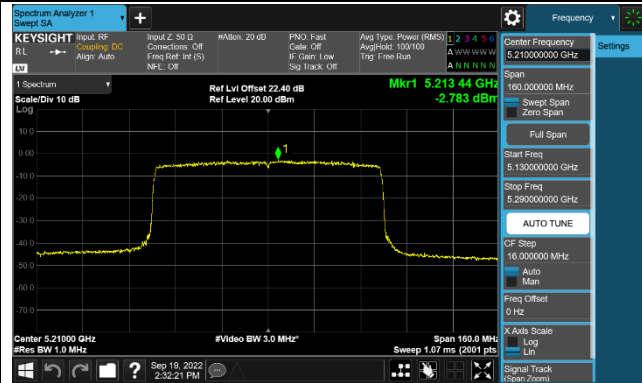 Spectrum Analyzer 1
Swept SA
Frequency
KEYSIGHT
RL
Input: RF
Coupling: DC
Align: Auto
Input Z: 50 Ω
Corrections: Off
Freq Ref: Int (S)
NFE: Off
#Atten: 20 dB
PNO: Fast
Gate: Off
IF Gain: Low
Sig Track: Off
Avg Type: Power (RMS)
Avg|Hold: 100/100
Trig: Free Run
1 2 3 4 5 6
A W W W W W
A N N N N N
LXI
1 Spectrum
Scale/Div 10 dB
Log
Ref Lvl Offset 22.40 dB
Ref Level 20.00 dBm
Mkr1 5.213 44 GHz
-2.783 dBm
1
10.0
0.00
-10.0
-20.0
-30.0
-40.0
-50.0
-60.0
-70.0
Center 5.21000 GHz
#Res BW 1.0 MHz
#Video BW 3.0 MHz*
Span 160.0 MHz
Sweep 1.07 ms (2001 pts)
Sep 19, 2022
2:32:21 PM
Center Frequency
5.210000000 GHz
Span
160.000000 MHz
Swept Span
Zero Span
Full Span
Start Freq
5.130000000 GHz
Stop Freq
5.290000000 GHz
AUTO TUNE
CF Step
16.000000 MHz
Auto
Man
Freq Offset
0 Hz
X Axis Scale
Log
Lin
Signal Track
(Span Zoom)
Settings